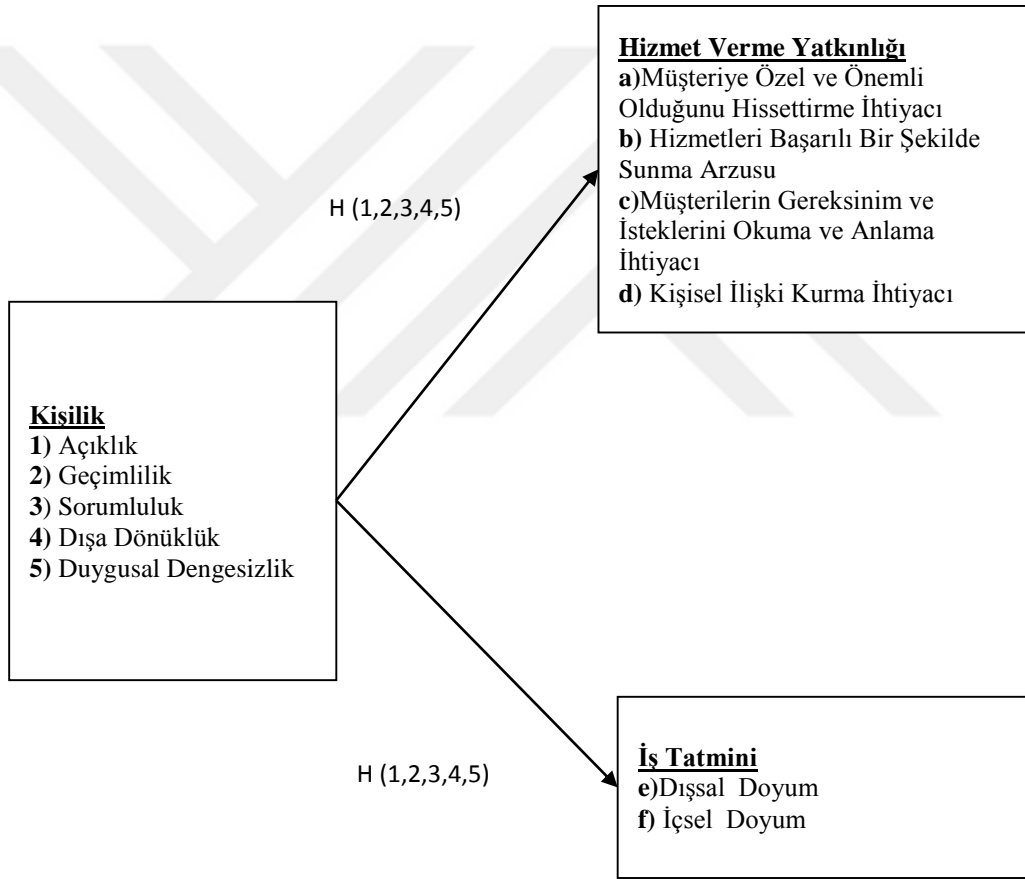 Hizmet Verme Yatkınlığı
a)Müşteriye Özel ve Önemli
Olduğunu Hissettirme İhtiyacı
b) Hizmetleri Başarılı Bir Şekilde
Sunma Arzusu
c)Müşterilerin Gereksinim ve
İsteklerini Okuma ve Anlama
İhtiyacı
d) Kişisel İlişki Kurma İhtiyacı
H (1,2,3,4,5)
Kişilik
1) Açıklık
2) Geçimlilik
3) Sorumluluk
4) Dışa Dönüklük
5) Duygusal Dengesizlik
H (1,2,3,4,5)
İş Tatmini
e)Dışsal Doyum
f) İçsel Doyum